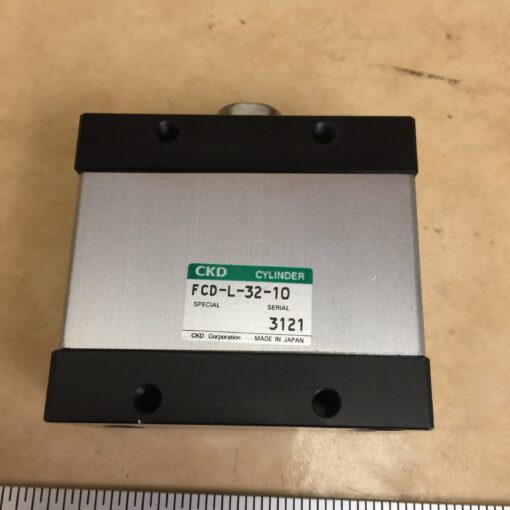 CKD CYLINDER
FCD-L-32-10
SPECIAL SERIAL
3121
CKD Corporation MADE IN JAPAN